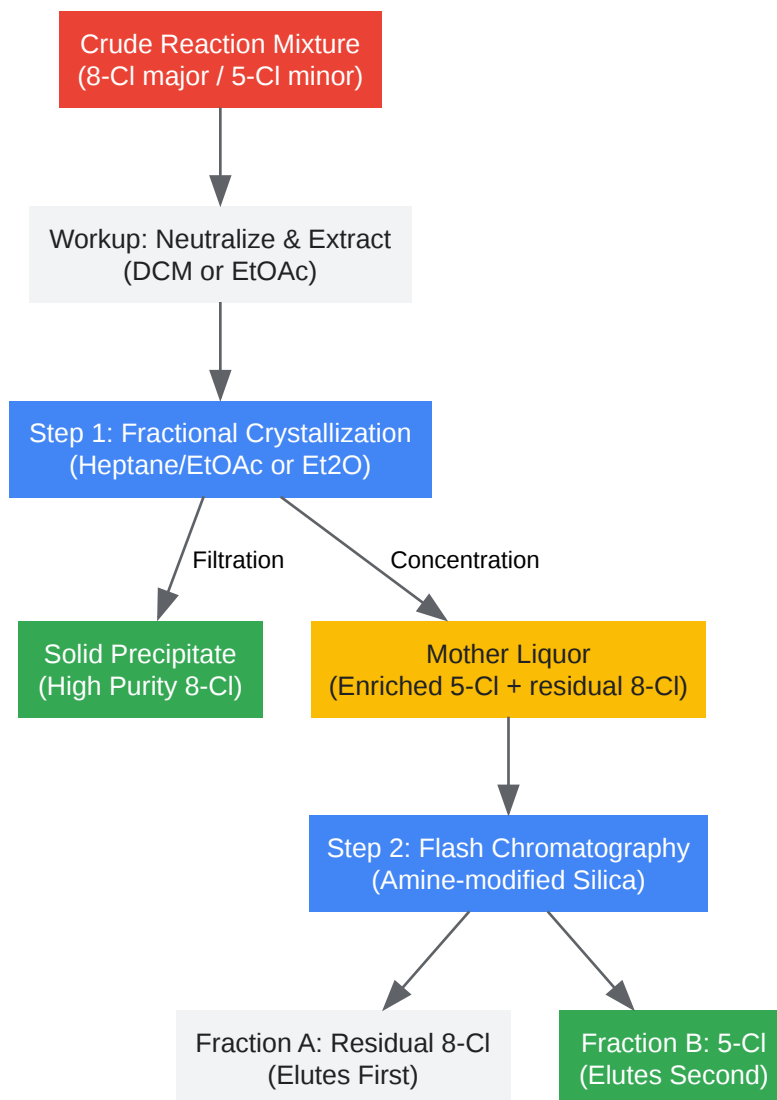 Crude Reaction Mixture
(8-Cl major / 5-Cl minor)
Workup: Neutralize & Extract
(DCM or EtOAc)
Step 1: Fractional Crystallization
(Heptane/EtOAc or Et2O)
Filtration
Concentration
Solid Precipitate
(High Purity 8-Cl)
Mother Liquor
(Enriched 5-Cl + residual 8-Cl)
Step 2: Flash Chromatography
(Amine-modified Silica)
Fraction A: Residual 8-Cl
(Elutes First)
Fraction B: 5-Cl
(Elutes Second)